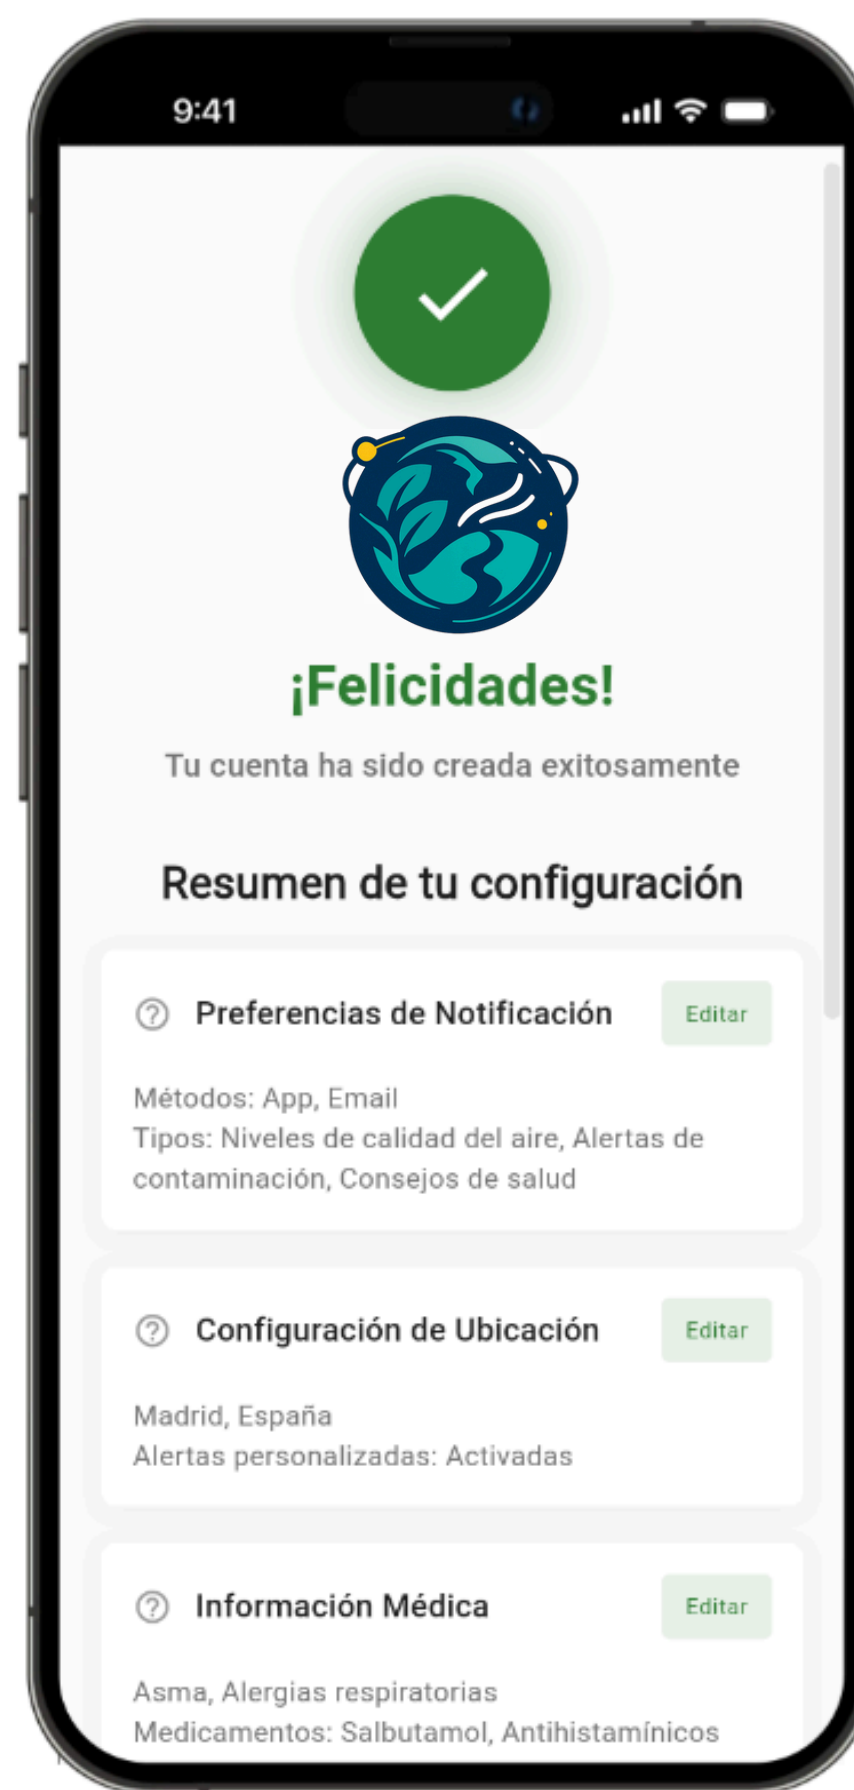 9:41
¡Felicidades!
Tu cuenta ha sido creada exitosamente
Resumen de tu configuración
Preferencias de Notificación
Editar
Métodos: App, Email
Tipos: Niveles de calidad del aire, Alertas de
contaminación, Consejos de salud
Configuración de Ubicación
Editar
Madrid, España
Alertas personalizadas: Activadas
Información Médica
Editar
Asma, Alergias respiratorias
Medicamentos: Salbutamol, Antihistamínicos